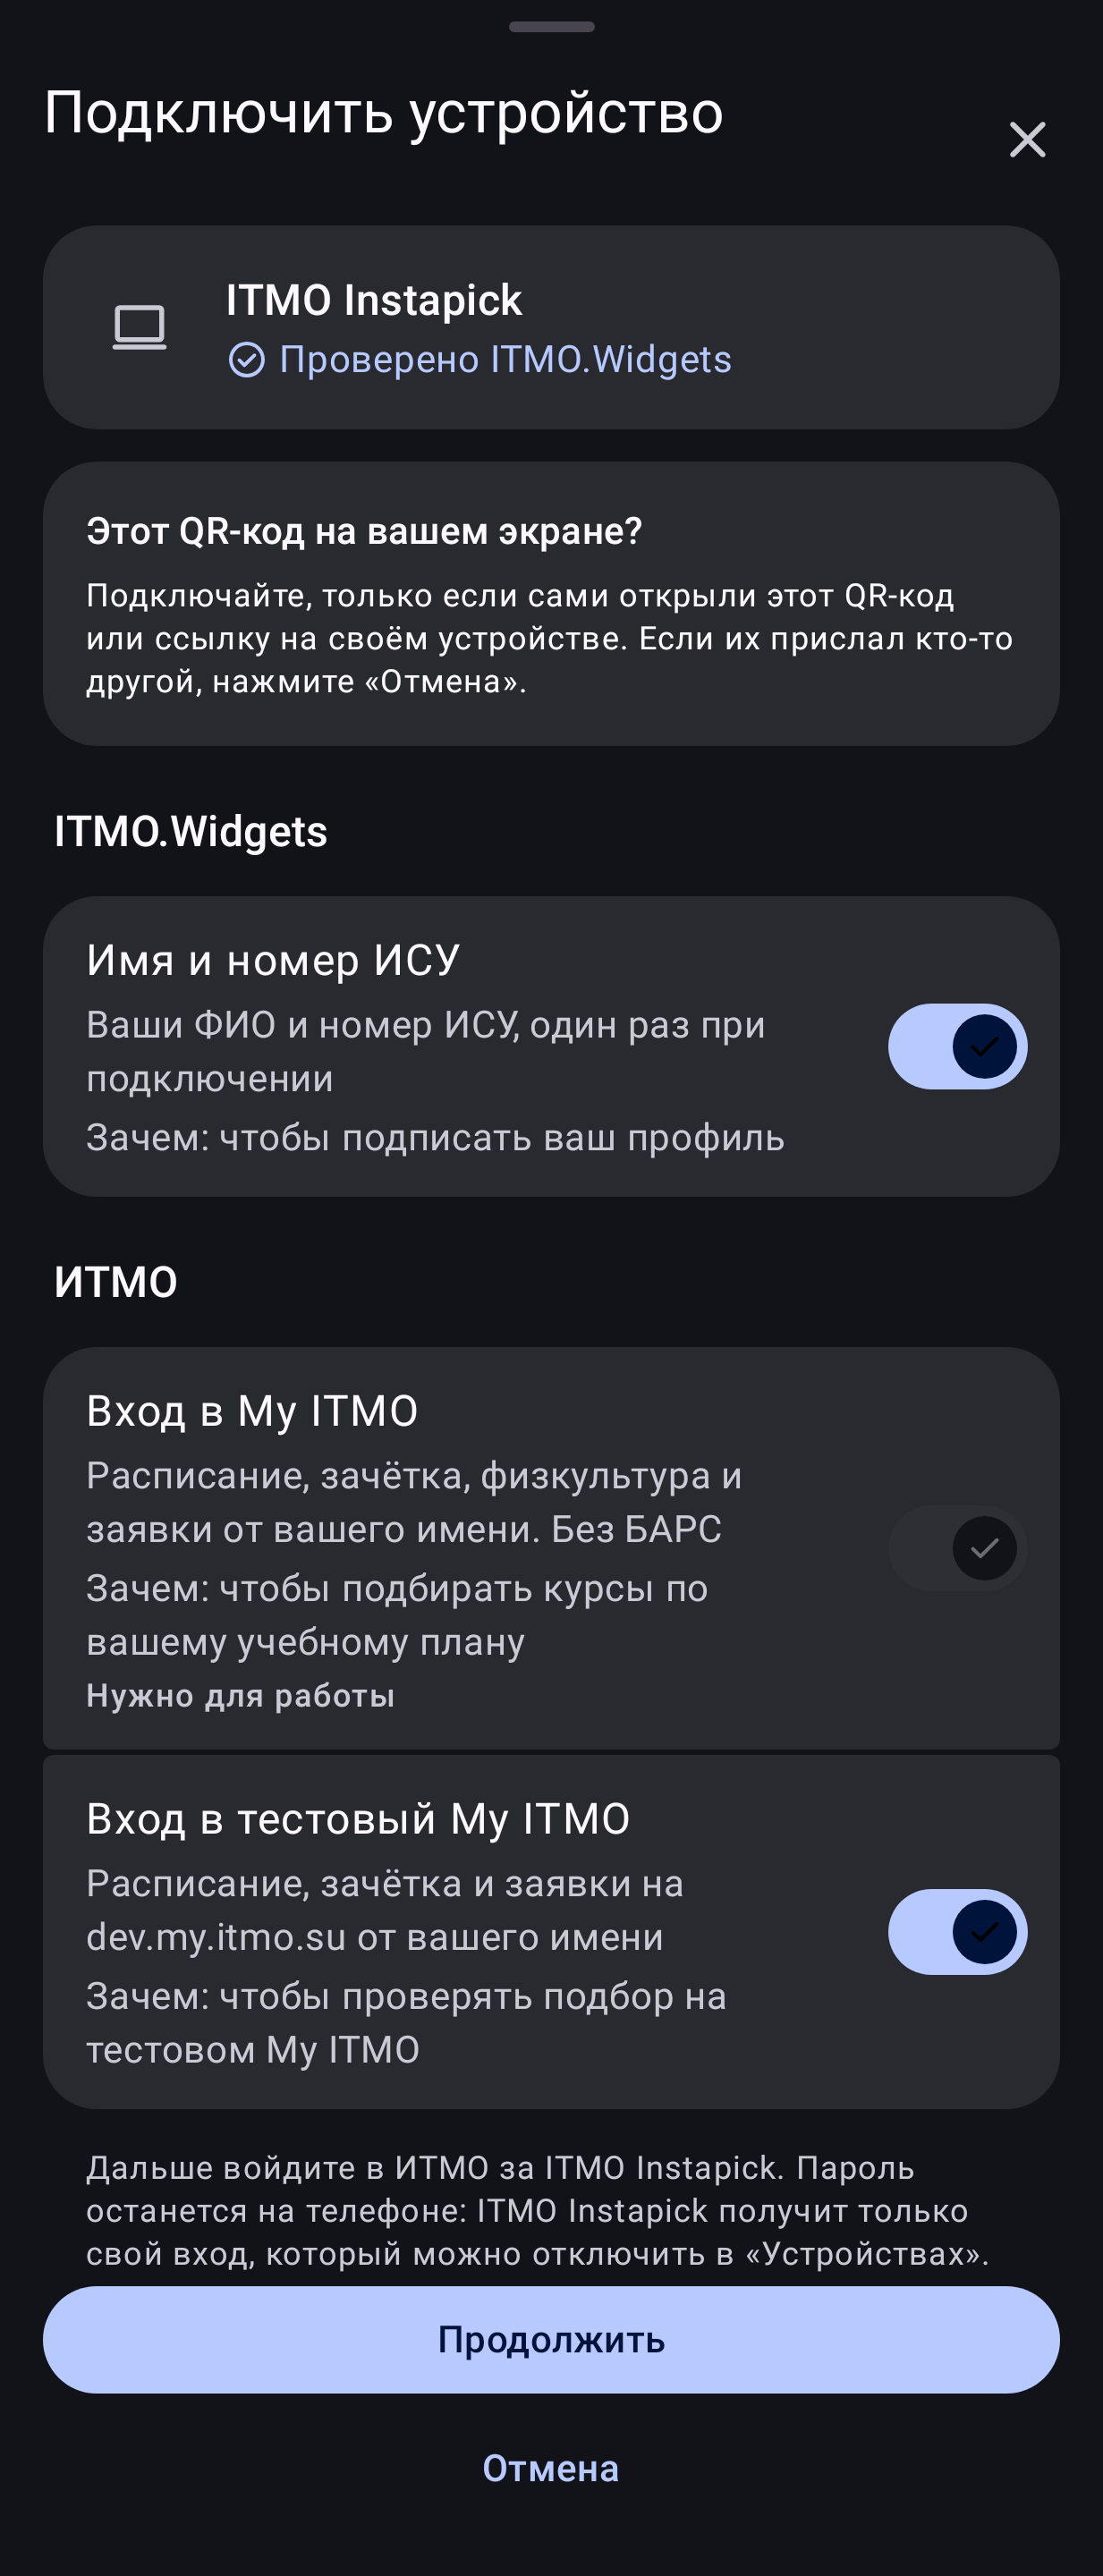 Подключить устройство
ITMO Instapick
Проверено ITMO.Widgets
Этот QR-код на вашем экране?
Подключайте, только если сами открыли этот QR-код
или ссылку на своём устройстве. Если их прислал кто-то
другой, нажмите «Отмена».
ITMO.Widgets
Имя и номер ИСУ
Ваши ФИО и номер ИСУ, один раз при
подключении
Зачем: чтобы подписать ваш профиль
ИТМО
Вход в My ITMO
Расписание, зачётка, физкультура и
заявки от вашего имени. Без БАРС
Зачем: чтобы подбирать курсы по
вашему учебному плану
Нужно для работы
Вход в тестовый My ITMO
Расписание, зачётка и заявки на
dev.my.itmo.su от вашего имени
Зачем: чтобы проверять подбор на
тестовом My ITMO
Дальше войдите в ИТМО за ITMO Instapick. Пароль
останется на телефоне: ITMO Instapick получит только
свой вход, который можно отключить в «Устройствах».
Продолжить
Отмена